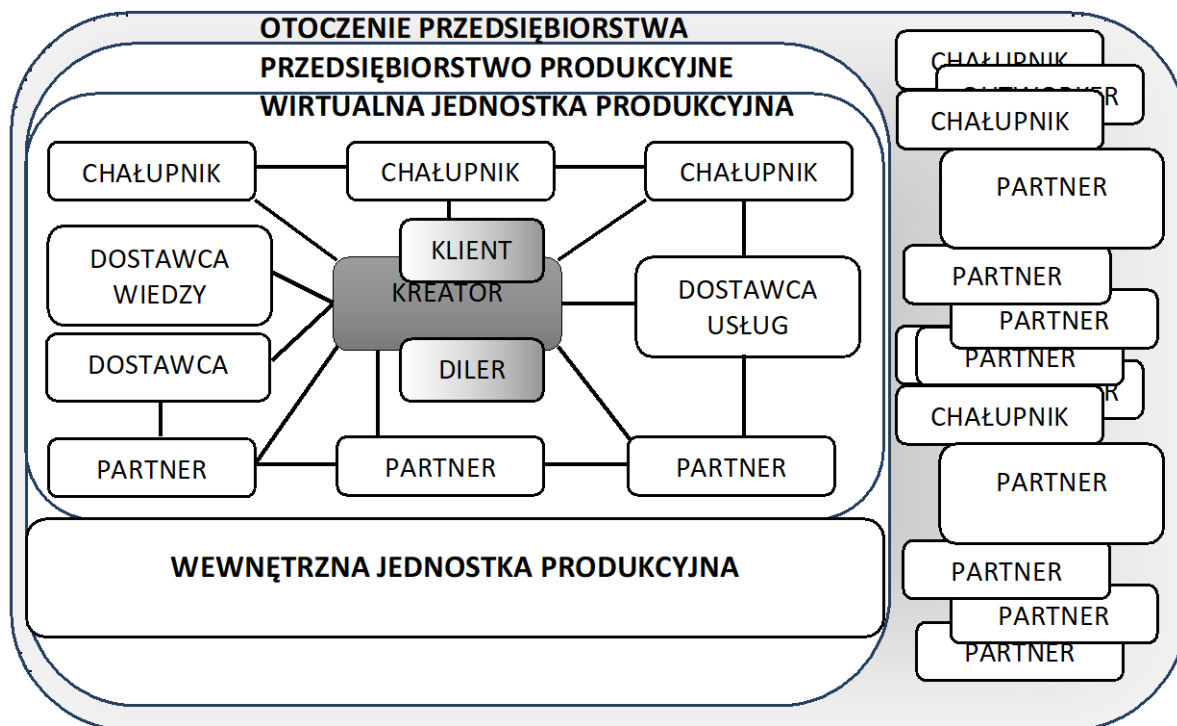 OTOCZENIE PRZEDSIĘBIORSTWA
PRZEDSIĘBIORSTWO PRODUKCYJNE
WIRTUALNA JEDNOSTKA PRODUKCYJNA
CHAŁUPNIK
CHAŁUPNIK
CHAŁUPNIK
DOSTAWCA
WIEDZY
KLIENT
KREATOR
DOSTAWCA
USŁUG
DOSTAWCA
DILER
PARTNER
PARTNER
PARTNER
WEWNĘTRZNA JEDNOSTKA PRODUKCYJNA
CHAŁUPNIK
CHAŁUPNIK
PARTNER
PARTNER
PARTNER
PARTNER
CHAŁUPNIK
PARTNER
PARTNER
PARTNER
PARTNER